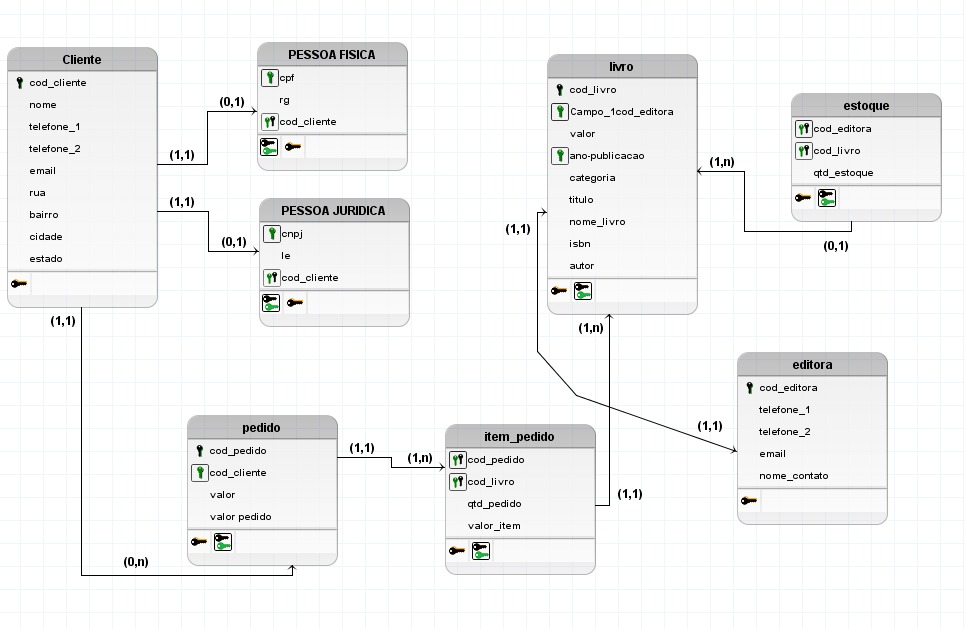 Cliente
cod_cliente
nome
telefone_1
telefone_2
email
rua
bairro
cidade
estado
(1,1)
(0,1)
PESSOA FISICA
cpf
rg
cod_cliente
(1,1)
(0,1)
PESSOA JURIDICA
cnpj
Ie
cod_cliente
(1,1)
(0,n)
pedido
cod_pedido
cod_cliente
valor
valor pedido
(1,1)
(1,n)
item_pedido
cod_pedido
cod_livro
qtd_pedido
valor_item
(1,1)
(1,n)
livro
cod_livro
Campo_1cod_editora
valor
ano-publicacao
categoria
titulo
nome_livro
isbn
autor
(1,n)
(0,1)
estoque
cod_editora
cod_livro
qtd_estoque
(1,1)
(1,1)
editora
cod_editora
telefone_1
telefone_2
email
nome_contato